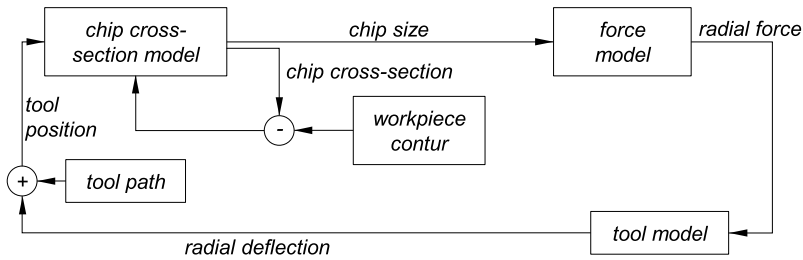 chip cross-
section model
chip size
force
model
radial force
chip cross-section
tool
position
-
workpiece
contur
+
tool path
tool model
radial deflection